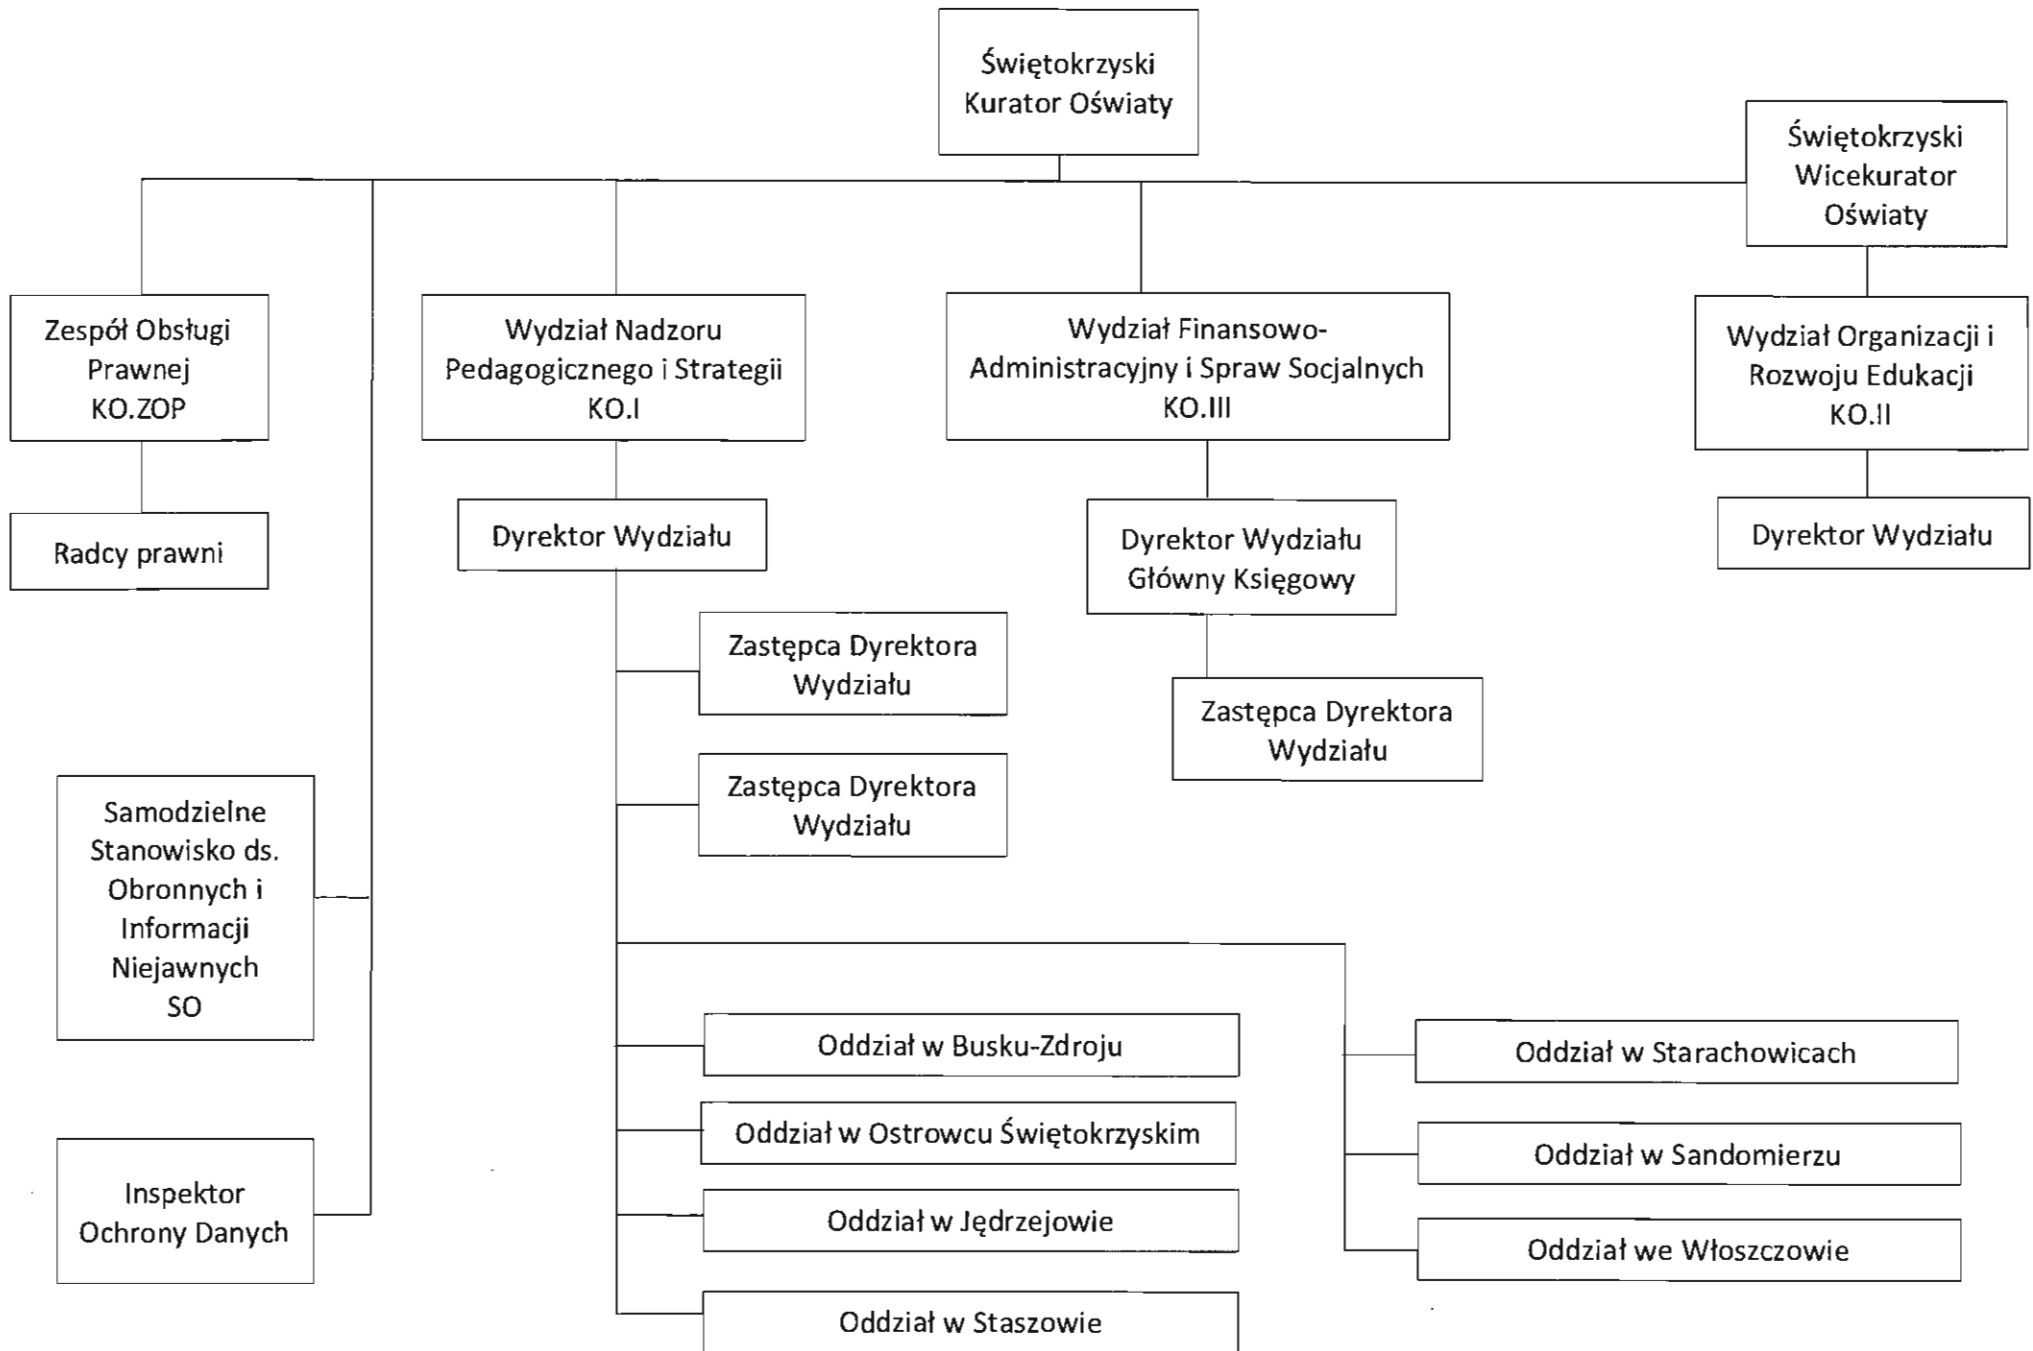 Świętokrzyski
Kurator Oświaty
Świętokrzyski
Wicekurator
Oświaty
Zespół Obsługi
Prawnej
KO.ZOP
Wydział Nadzoru
Pedagogicznego i Strategii
KO.I
Wydział Finansowo-
Administracyjny i Spraw Socjalnych
KO.III
Wydział Organizacji i
Rozwoju Edukacji
KO.II
Radcy prawni
Dyrektor Wydziału
Dyrektor Wydziału
Główny Księgowy
Dyrektor Wydziału
Zastępca Dyrektora
Wydziału
Zastępca Dyrektora
Wydziału
Zastępca Dyrektora
Wydziału
Samodzielne
Stanowisko ds.
Obronnych i
Informacji
Niejawnych
SO
Inspektor
Ochrony Danych
Oddział w Busku-Zdroju
Oddział w Ostrowcu Świętokrzyskim
Oddział w Jędrzejowie
Oddział w Staszowie
Oddział w Starachowicach
Oddział w Sandomierzu
Oddział we Włoszczowie